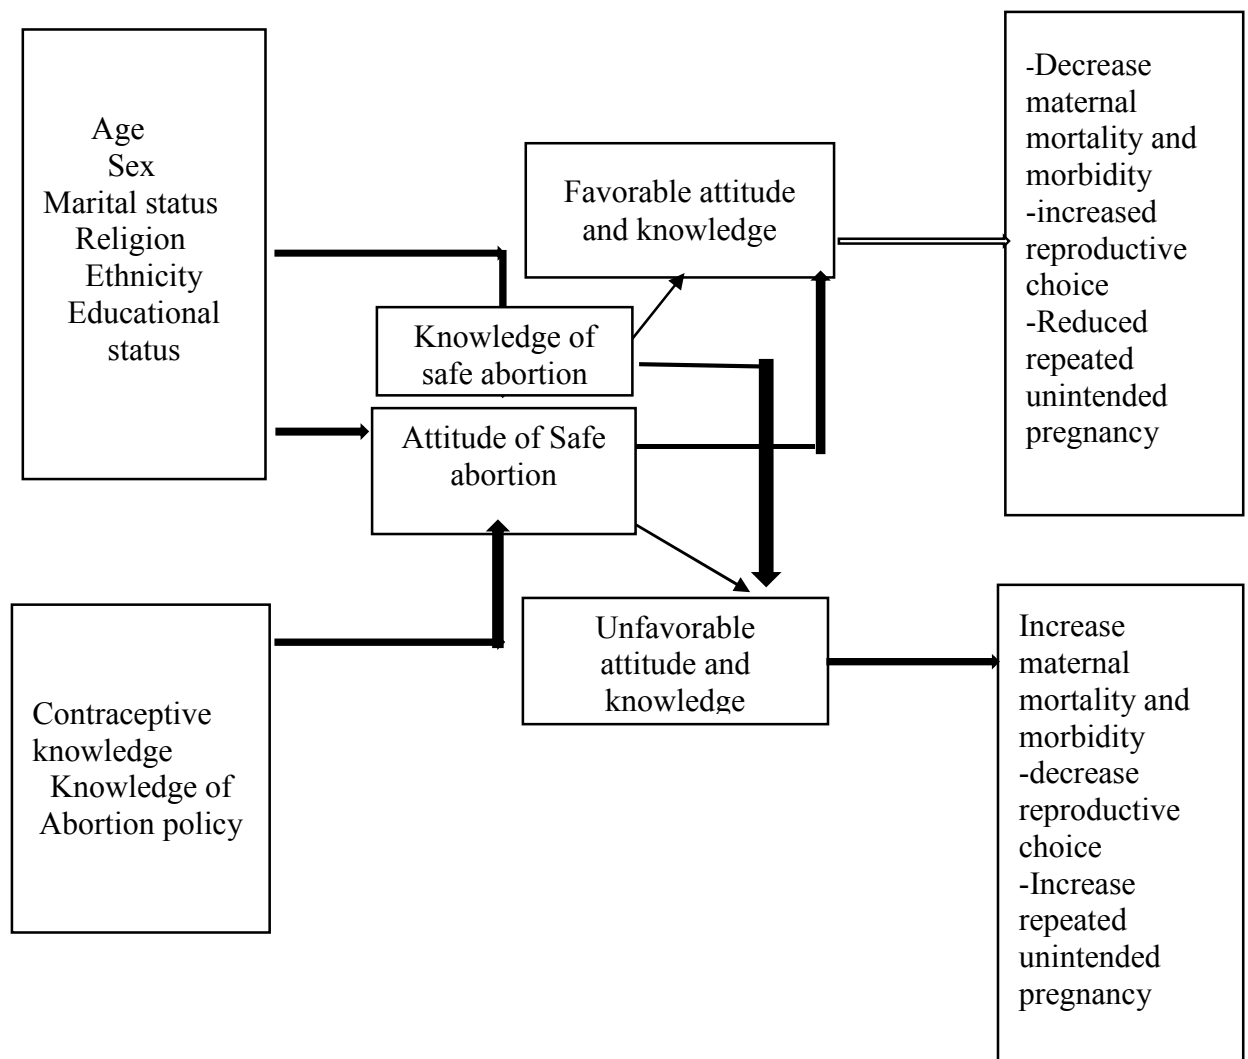 Age
Sex
Marital status
Religion
Ethnicity
Educational
status
Contraceptive
knowledge
Knowledge of
Abortion policy
Knowledge of
safe abortion
Attitude of Safe
abortion
Favorable attitude
and knowledge
Unfavorable
attitude and
knowledge
-Decrease
maternal
mortality and
morbidity
-increased
reproductive
choice
-Reduced
repeated
unintended
pregnancy
Increase
maternal
mortality and
morbidity
-decrease
reproductive
choice
-Increase
repeated
unintended
pregnancy